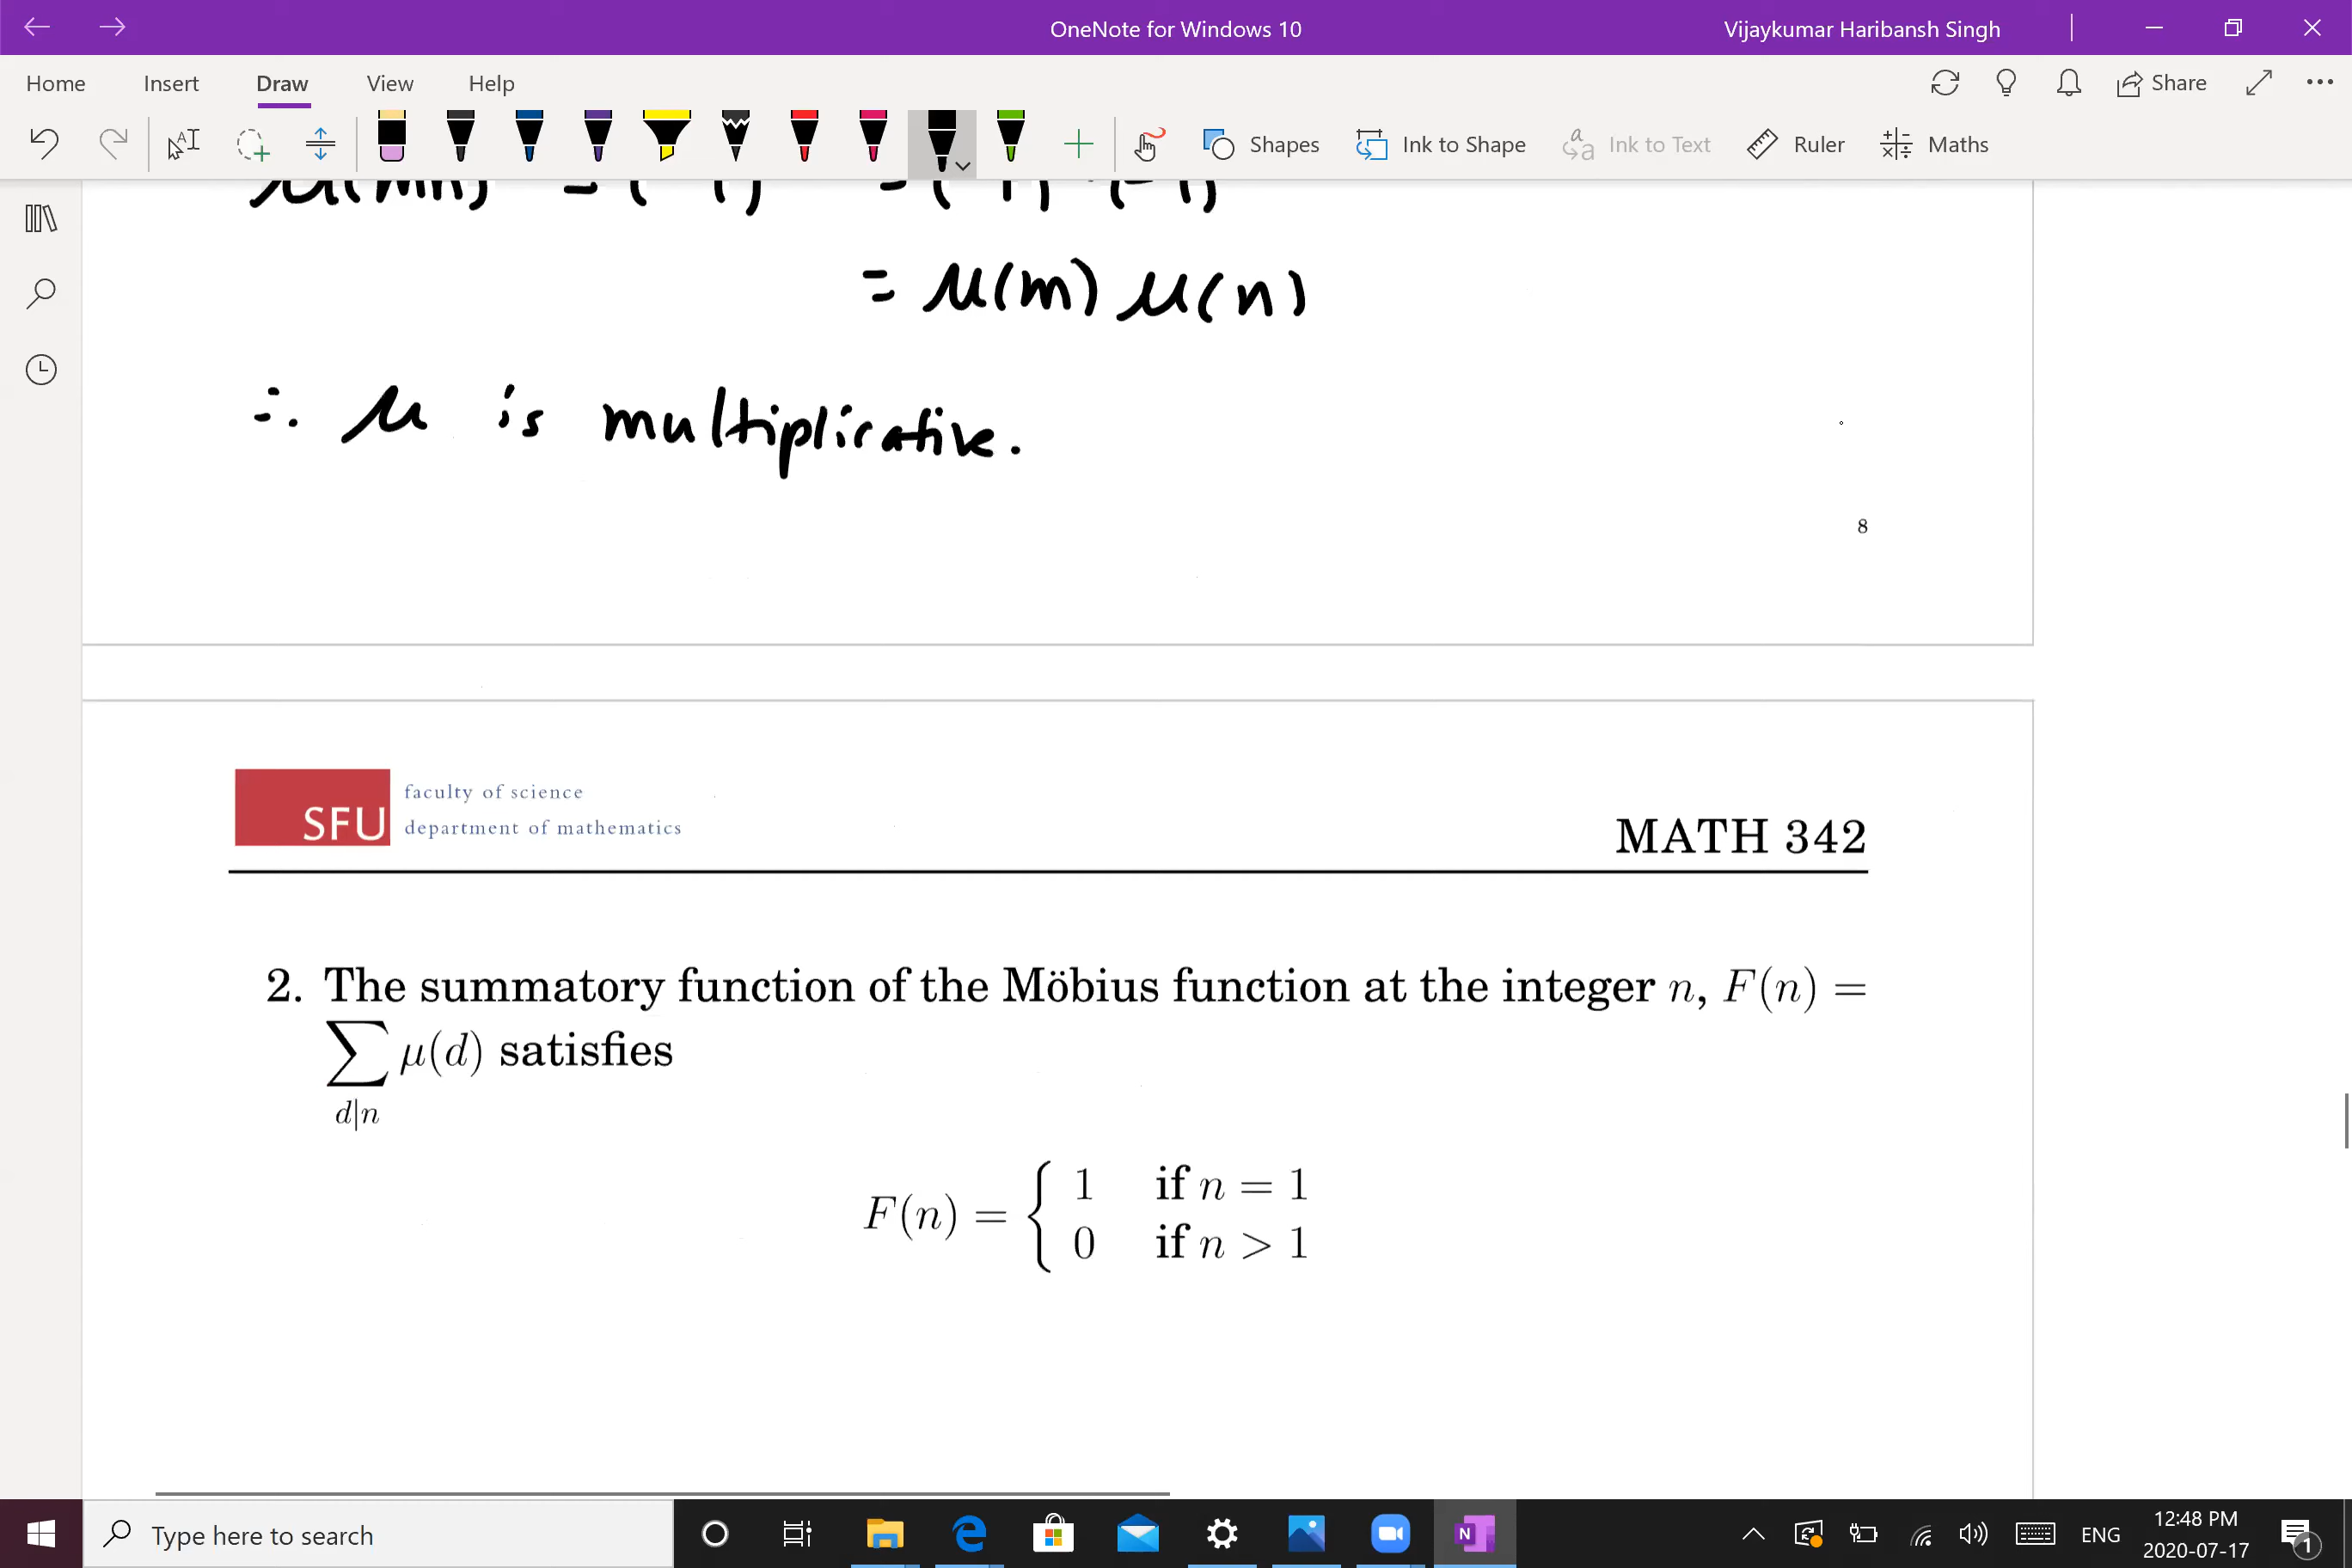 OneNote for Windows 10
Vijaykumar Haribansh Singh
Home Insert Draw View Help
Share
Shapes Ink to Shape Ink to Text Ruler Maths
= μ(m) μ(n)
∴ μ is multiplicative.
8
SFU
faculty of science
department of mathematics
MATH 342
2. The summatory function of the Möbius function at the integer n, F(n) =
∑ μ(d) satisfies
d|n
F(n) = { 1 if n = 1
0 if n > 1
Type here to search
ENG
12:48 PM
2020-07-17
1